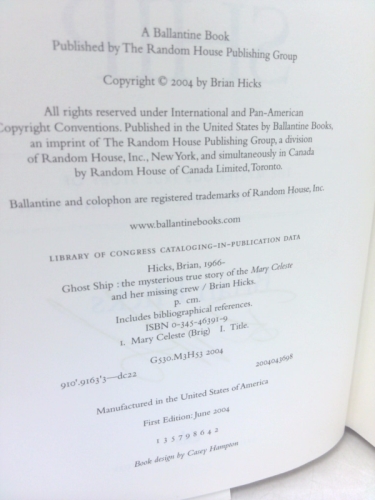 A Ballantine Book
Published by The Random House Publishing Group
Copyright © 2004 by Brian Hicks
All rights reserved under International and Pan-American
Copyright Conventions. Published in the United States by Ballantine Books,
an imprint of The Random House Publishing Group, a division
of Random House, Inc., New York, and simultaneously in Canada
by Random House of Canada Limited, Toronto.
Ballantine and colophon are registered trademarks of Random House, Inc.
www.ballantinebooks.com
LIBRARY OF CONGRESS CATALOGING-IN-PUBLICATION DATA
Hicks, Brian, 1966-
Ghost Ship : the mysterious true story of the Mary Celeste
and her missing crew / Brian Hicks.
p. cm.
Includes bibliographical references.
ISBN 0-345-46391-9
1. Mary Celeste (Brig) I. Title.
G530.M3H53 2004
910'.9163'3—dc22 2004043698
Manufactured in the United States of America
First Edition: June 2004
1 3 5 7 9 8 6 4 2
Book design by Casey Hampton